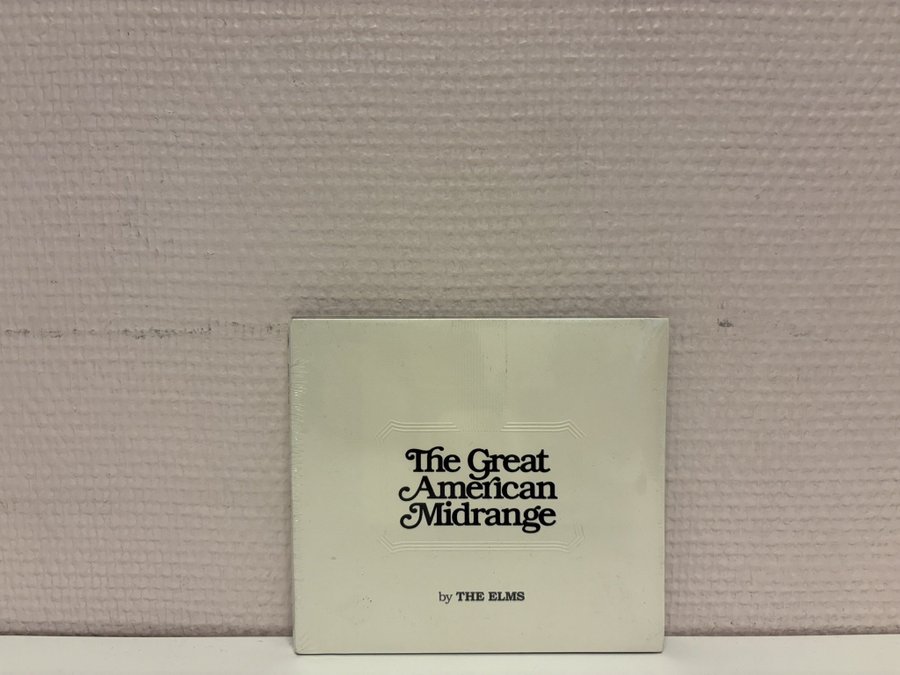 The Great
American
Midrange
by THE ELMS